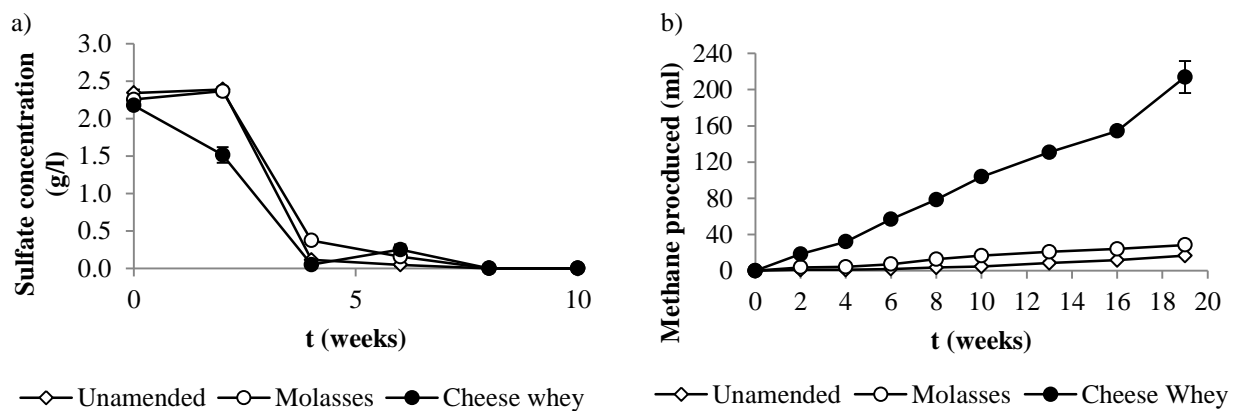 a)
Sulfate concentration
(g/l)
3.0
2.5
2.0
1.5
1.0
0.5
0.0
0 5 10
t (weeks)
Unamended Molasses Cheese whey
b)
Methane procduced (ml)
240
200
160
120
80
40
0
0 2 4 6 8 10 12 14 16 18 20
t (weeks)
Unamended Molasses Cheese Whey